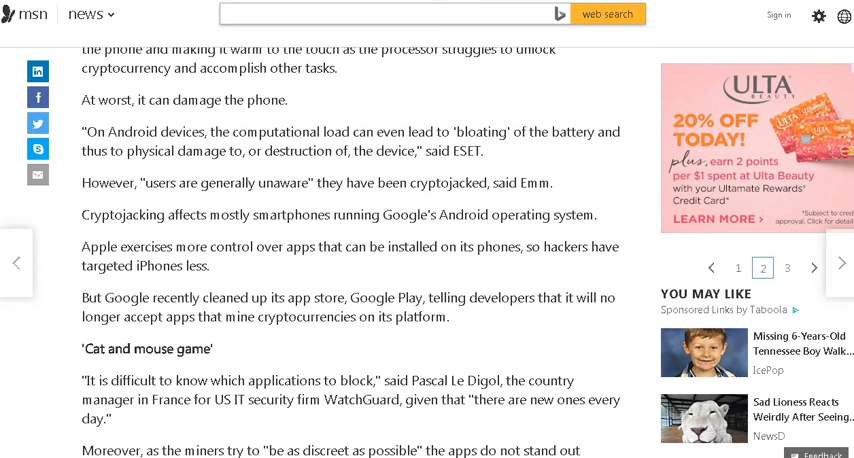 msn
news
web search
Sign in
the phone and making it warm to the touch as the processor struggles to unlock
cryptocurrency and accomplish other tasks.
At worst, it can damage the phone.
"On Android devices, the computational load can even lead to 'bloating' of the battery and
thus to physical damage to, or destruction of, the device," said ESET.
However, "users are generally unaware" they have been cryptojacked, said Emm.
Cryptojacking affects mostly smartphones running Google's Android operating system.
Apple exercises more control over apps that can be installed on its phones, so hackers have
targeted iPhones less.
But Google recently cleaned up its app store, Google Play, telling developers that it will no
longer accept apps that mine cryptocurrencies on its platform.
'Cat and mouse game'
"It is difficult to know which applications to block," said Pascal Le Digol, the country
manager in France for US IT security firm WatchGuard, given that "there are new ones every
day."
Moreover, as the miners try to "be as discreet as possible" the apps do not stand out
ULTA
BEAUTY
20% OFF
TODAY!
plus, earn 2 points
per $1 spent at Ulta Beauty
with your Ultamate Rewards*
Credit Card*
LEARN MORE >
*Subject to cred
approval. Click for details
1 2 3
YOU MAY LIKE
Sponsored Links by Taboola
Missing 6-Years-Old
Tennessee Boy Walk...
IcePop
Sad Lioness Reacts
Weirdly After Seeing...
NewsD
Feedback